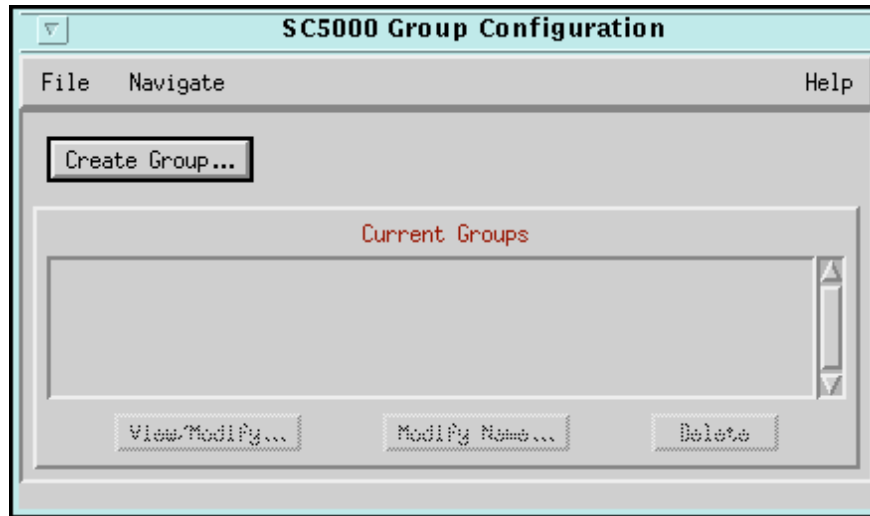 SC5000 Group Configuration
File Navigate Help
Create Group...
Current Groups
View/Modify... Modify Name... Delete